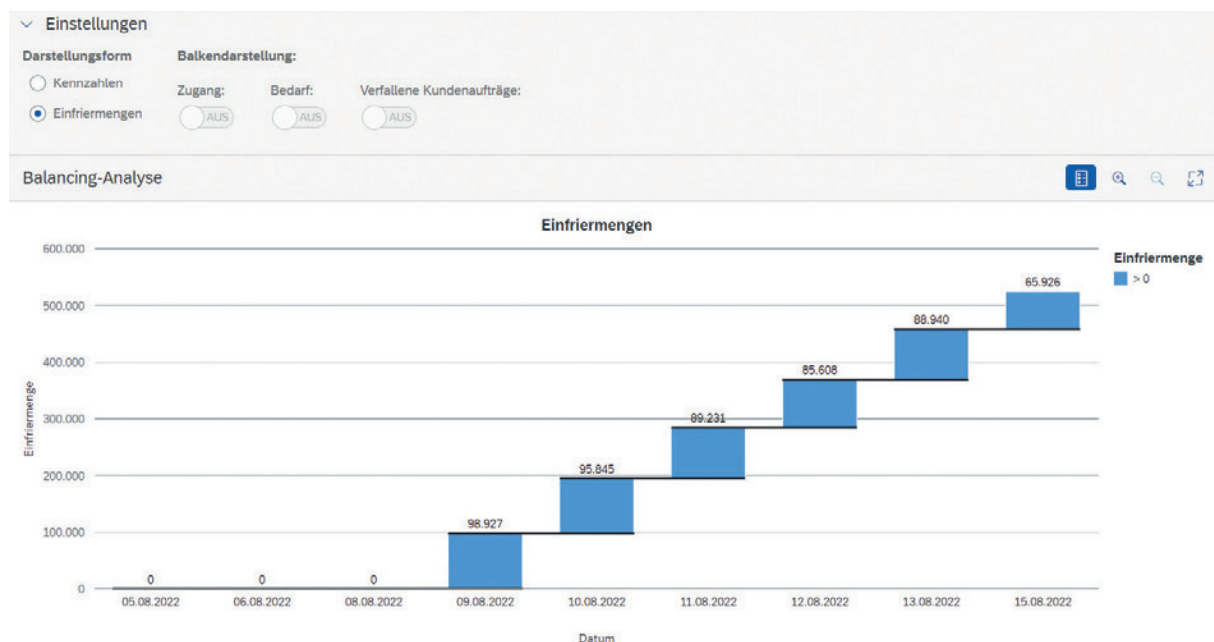 Einstellungen
Darstellungsform Balkendarstellung:
Kennzahlen Zugang: Bedarf: Verfallene Kundenaufträge:
Einfriermengen AUS AUS AUS
Balancing-Analyse
Einfriermengen
600.000
500.000
400.000
300.000
200.000
100.000
0
Einfriermenge
0 0 0 98.927 95.845 89.231 85.608 88.940 65.926
05.08.2022 06.08.2022 08.08.2022 09.08.2022 10.08.2022 11.08.2022 12.08.2022 13.08.2022 15.08.2022
Datum
Einfriermenge
> 0